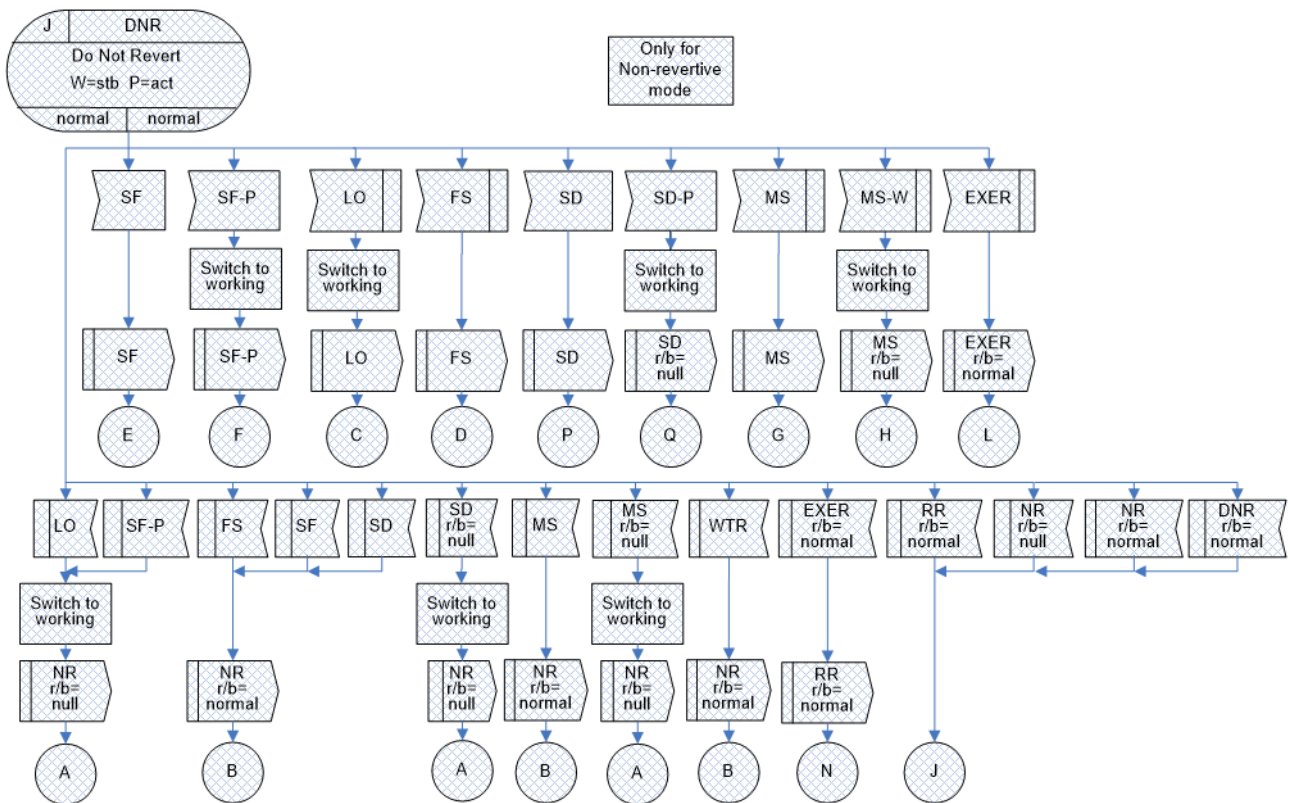 J DNR
Do Not Revert
W=stb P=act
normal normal
Only for
Non-revertive
mode
SF SF-P LO FS SD SD-P MS MS-W EXER
Switch to
working
Switch to
working
Switch to
working
Switch to
working
SF
SF-P
LO
FS
SD
SD
r/b=
null
MS
MS
r/b=
null
EXER
r/b=
normal
E F C D P Q G H L
LO
SF-P
FS
SF
SD
SD
r/b=
null
MS
MS
r/b=
null
WTR
EXER
r/b=
normal
RR
r/b=
normal
NR
r/b=
null
NR
r/b=
normal
DNR
r/b=
normal
Switch to
working
Switch to
working
Switch to
working
NR
r/b=
null
NR
r/b=
normal
NR
r/b=
null
NR
r/b=
normal
NR
r/b=
null
NR
r/b=
normal
RR
r/b=
normal
A B A B A B N J